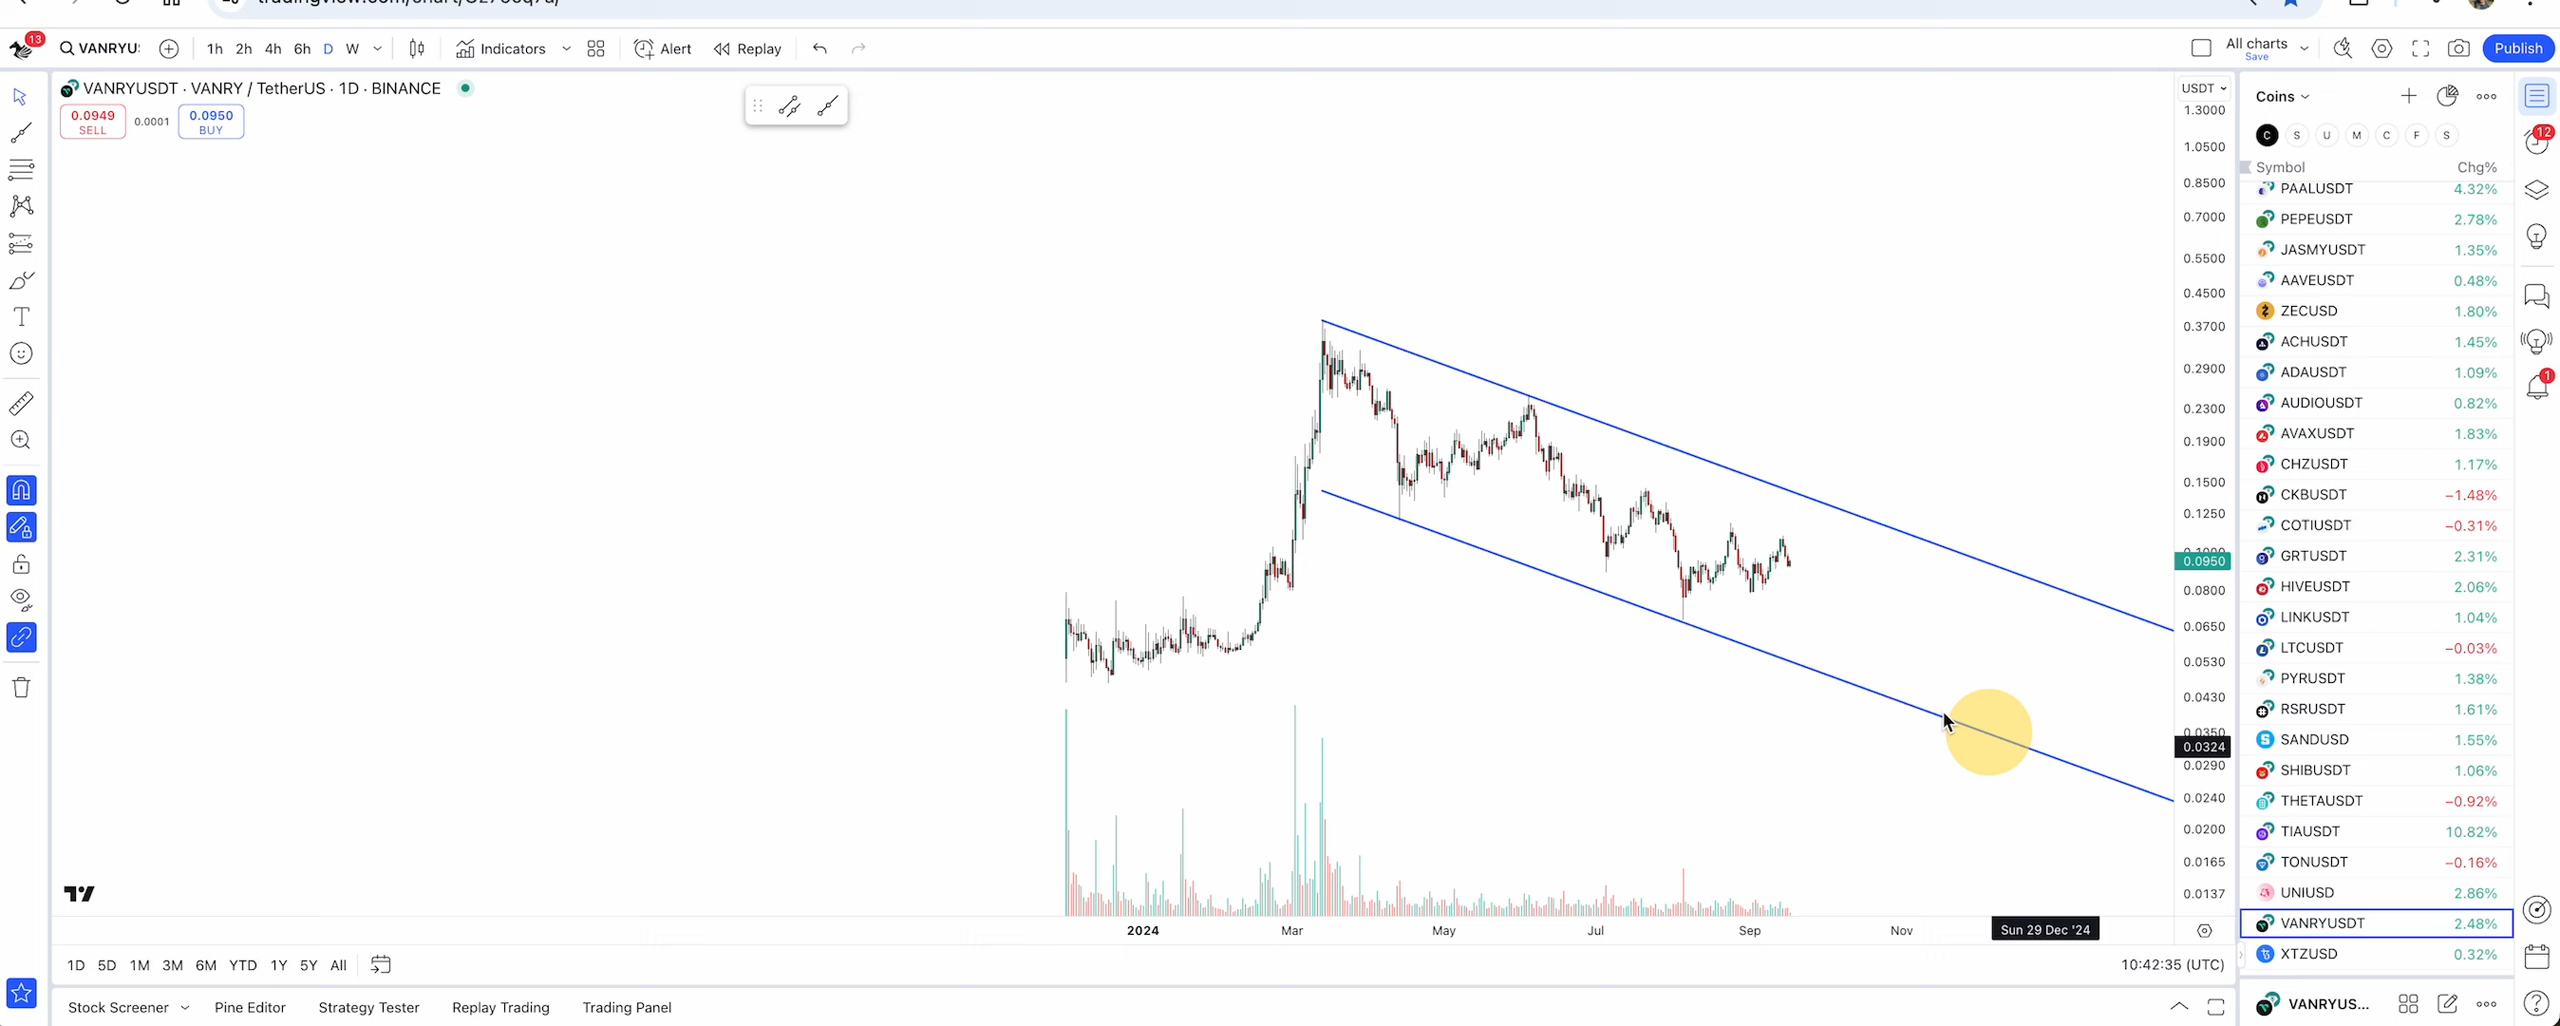 13
VANRYU
1h 2h 4h 6h D W
Indicators
Alert
Replay
All charts
Save
Publish
VANRYUSDT · VANRY / TetherUS · 1D · BINANCE
0.0949
SELL
0.0001
0.0950
BUY
USDT
1.3000
1.0500
0.8500
0.7000
0.5500
0.4500
0.3700
0.2900
0.2300
0.1900
0.1500
0.1250
0.0950
0.0800
0.0650
0.0530
0.0430
0.0350
0.0324
0.0290
0.0240
0.0200
0.0165
0.0137
2024 Mar May Jul Sep Nov Sun 29 Dec '24
1D 5D 1M 3M 6M YTD 1Y 5Y All
10:42:35 (UTC)
Stock Screener Pine Editor Strategy Tester Replay Trading Trading Panel
Coins
C S U M C F S
Symbol Chg%
PAALUSDT 4.32%
PEPEUSDT 2.78%
JASMYUSDT 1.35%
AAVEUSDT 0.48%
ZECUSD 1.80%
ACHUSDT 1.45%
ADAUSDT 1.09%
AUDIOUSDT 0.82%
AVAXUSDT 1.83%
CHZUSDT 1.17%
CKBUSDT −1.48%
COTIUSDT −0.31%
GRTUSDT 2.31%
HIVEUSDT 2.06%
LINKUSDT 1.04%
LTCUSDT −0.03%
PYRUSDT 1.38%
RSRUSDT 1.61%
SANDUSD 1.55%
SHIBUSDT 1.06%
THETAUSDT −0.92%
TIAUSDT 10.82%
TONUSDT −0.16%
UNIUSD 2.86%
VANRYUSDT 2.48%
XTZUSD 0.32%
VANRYUS...
12
1